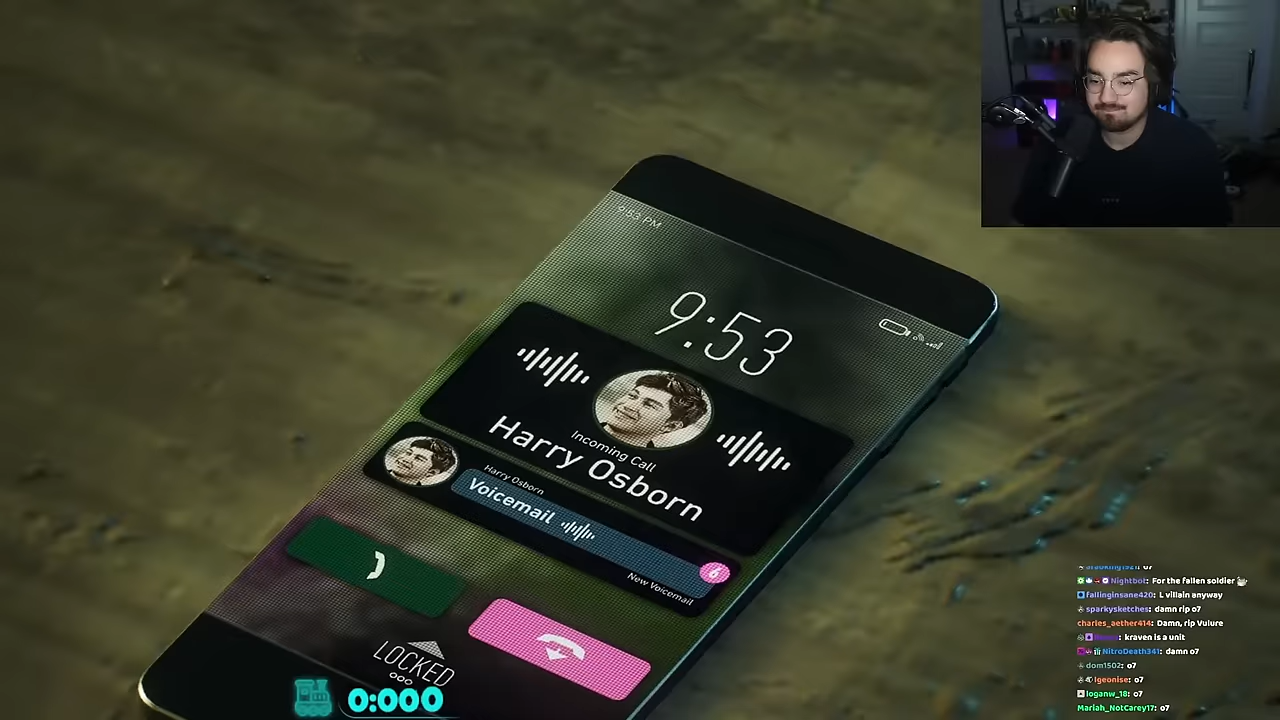 9:53 PM
9:53
Incoming Call
Harry Osborn
Harry Osborn
Voicemail
6
New Voicemail
LOCKED
0:000
Nightbot: For the fallen soldier
fallinginsane420: L villain anyway
sparkysketches: damn rip o7
charles_aether414: Damn, rip Vulure
kraven is a unit
NitroDeath341: damn o7
dom1502: o7
lgeonise: o7
loganw_18: o7
Mariah_NotCarey17: o7